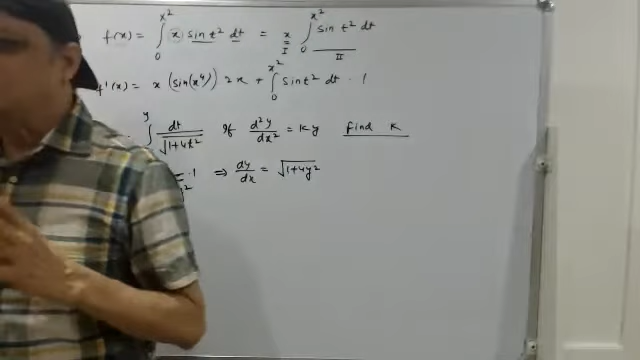 f(x) = ∫₀^{x²} x sin t² dt = x ∫₀^{x²} sin t² dt
I II
f'(x) = x (sin(x⁴)) 2x + ∫₀^{x²} sin t² dt · 1
∫^{y} dt/√(1+4t²) If d²y/dx² = Ky Find K
· 1 ⇒ dy/dx = √(1+4y²)